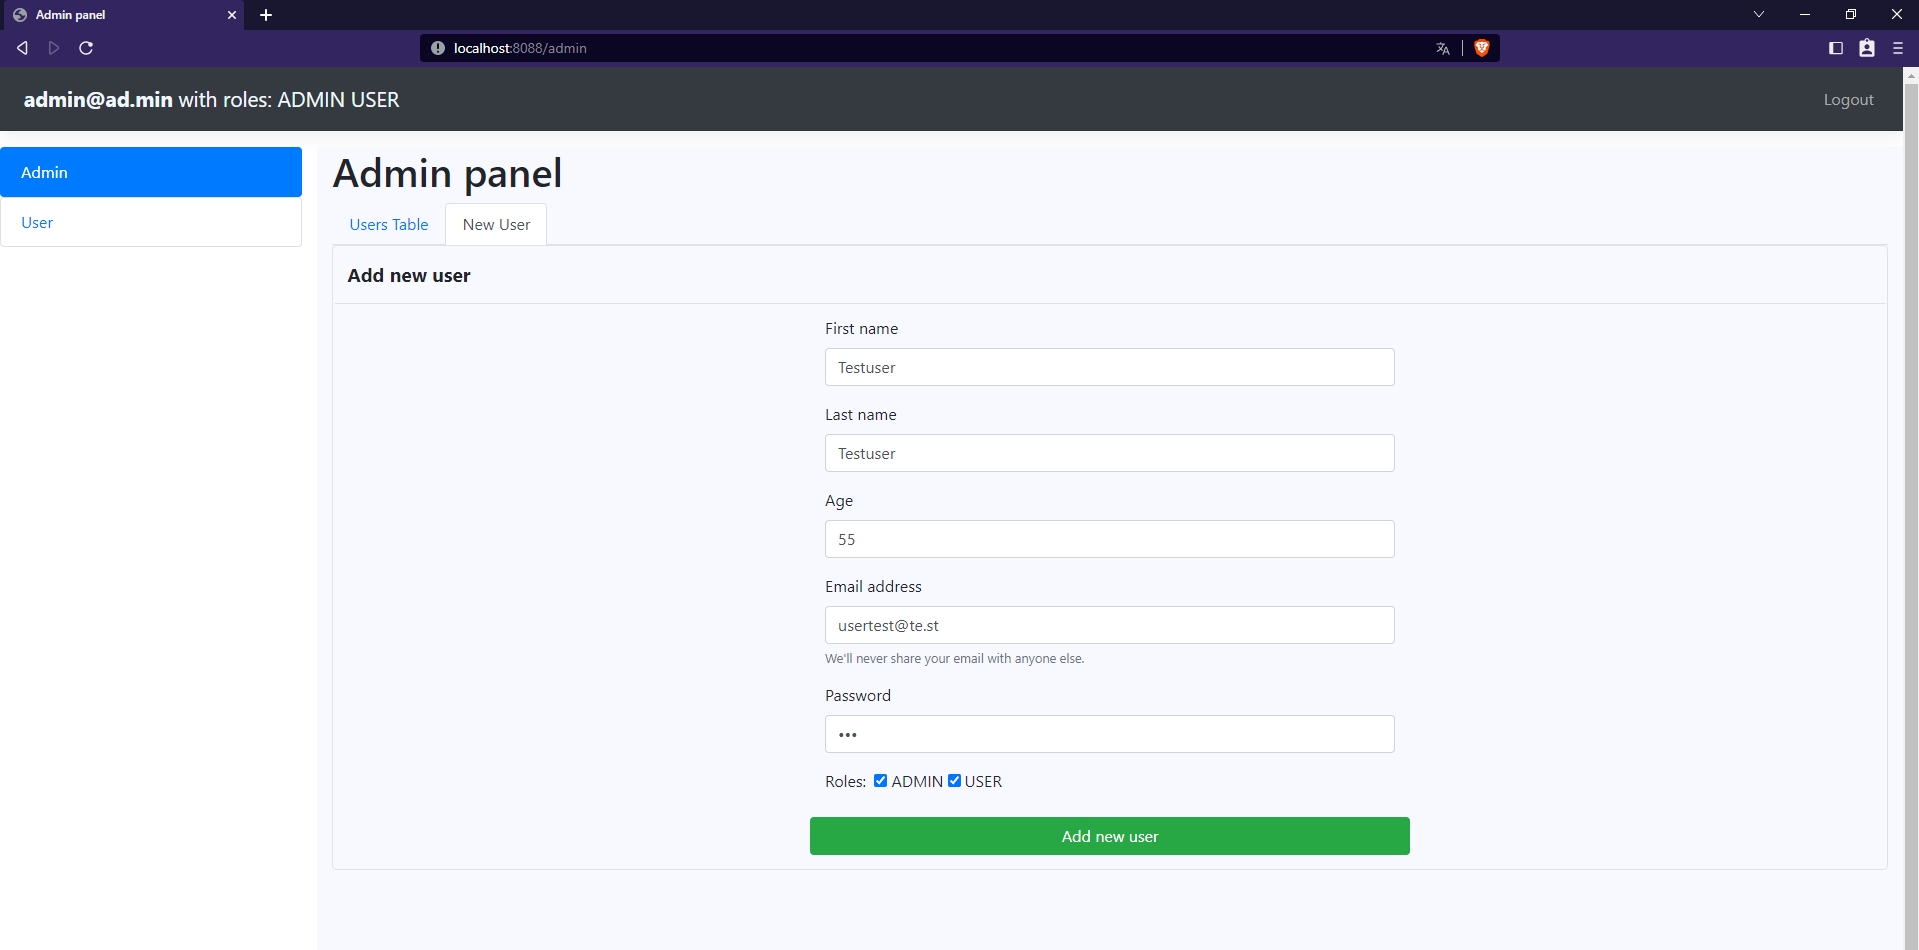 Admin panel
localhost:8088/admin
admin@ad.min with roles: ADMIN USER
Logout
Admin
User
Admin panel
Users Table
New User
Add new user
First name
Testuser
Last name
Testuser
Age
55
Email address
usertest@te.st
We'll never share your email with anyone else.
Password
•••
Roles: ADMIN USER
Add new user